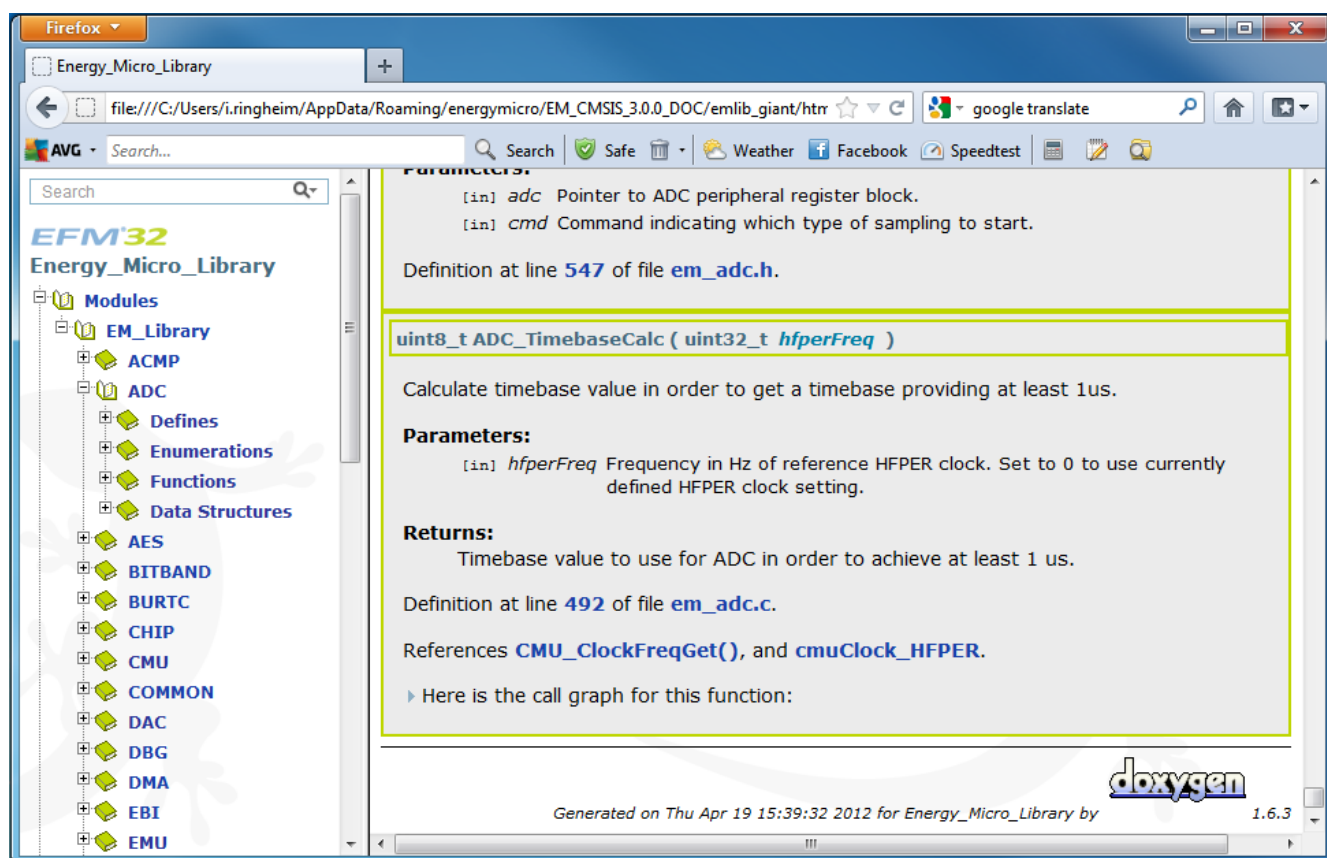 Firefox
Energy_Micro_Library
file:///C:/Users/i.ringheim/AppData/Roaming/energymicro/EM_CMSIS_3.0.0_DOC/emlib_giant/htm
google translate
AVG Search... Search Safe Weather Facebook Speedtest
Search
EFM®32
Energy_Micro_Library
Modules
EM_Library
ACMP
ADC
Defines
Enumerations
Functions
Data Structures
AES
BITBAND
BURTC
CHIP
CMU
COMMON
DAC
DBG
DMA
EBI
EMU
Parameters:
[in] adc Pointer to ADC peripheral register block.
[in] cmd Command indicating which type of sampling to start.
Definition at line 547 of file em_adc.h.
uint8_t ADC_TimebaseCalc ( uint32_t hfperFreq )
Calculate timebase value in order to get a timebase providing at least 1us.
Parameters:
[in] hfperFreq Frequency in Hz of reference HFPER clock. Set to 0 to use currently
defined HFPER clock setting.
Returns:
Timebase value to use for ADC in order to achieve at least 1 us.
Definition at line 492 of file em_adc.c.
References CMU_ClockFreqGet(), and cmuClock_HFPER.
Here is the call graph for this function:
doxygen
Generated on Thu Apr 19 15:39:32 2012 for Energy_Micro_Library by 1.6.3